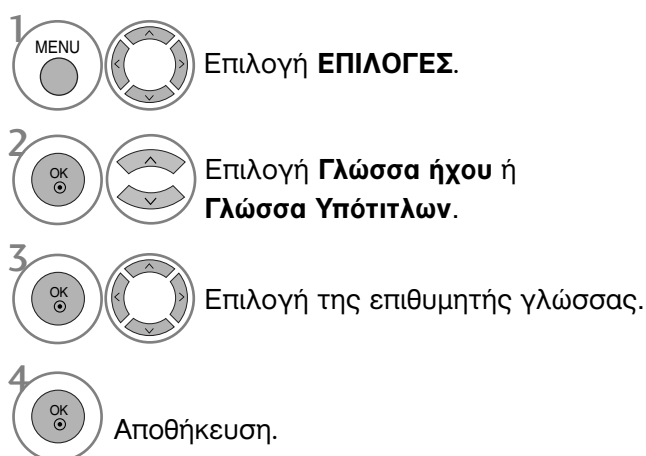 1
MENU
Επιλογή ΕΠΙΛΟΓΕΣ.
2
OK
Επιλογή Γλώσσα ήχου ή
Γλώσσα Υπότιτλων.
3
OK
Επιλογή της επιθυμητής γλώσσας.
4
OK
Αποθήκευση.